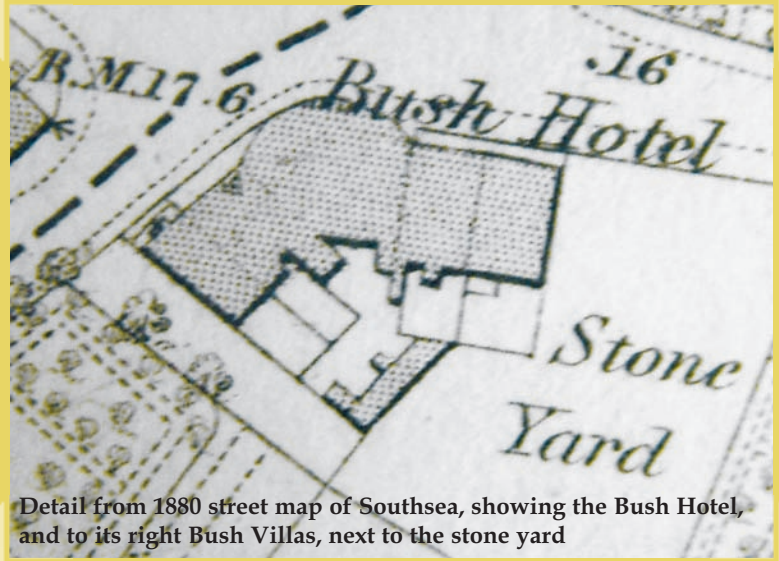 B.M.17.6
.16
Bush Hotel
Stone
Yard
Detail from 1880 street map of Southsea, showing the Bush Hotel,
and to its right Bush Villas, next to the stone yard